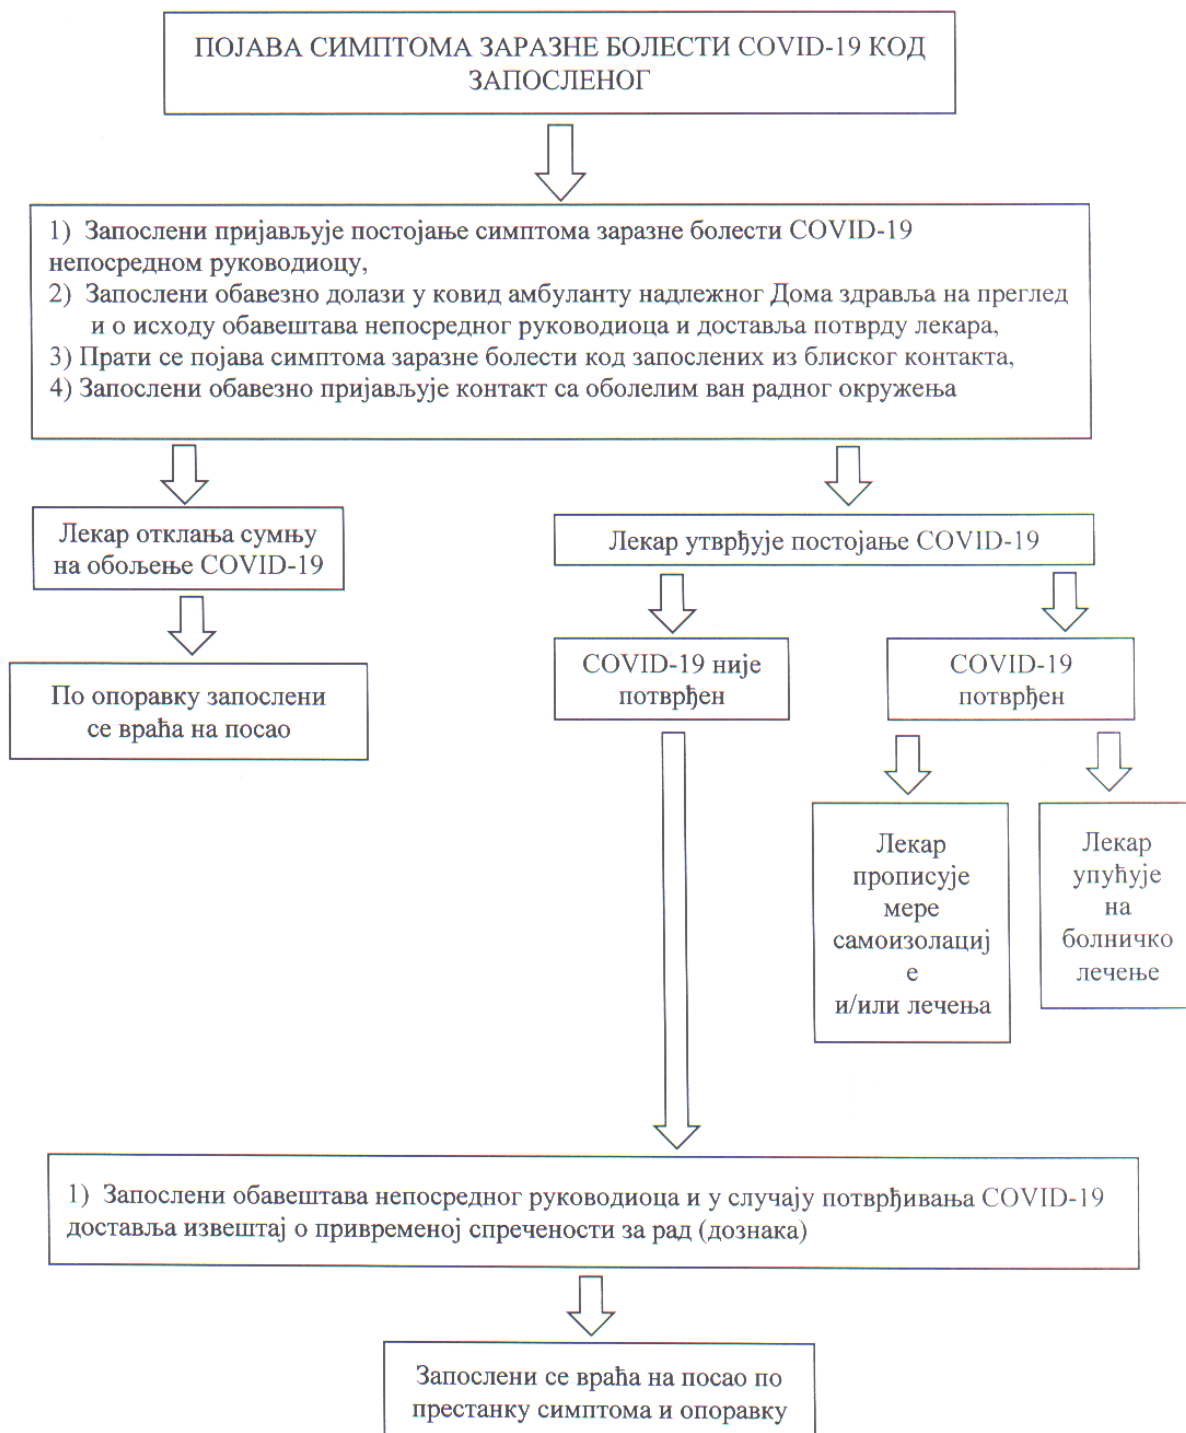 ПОЈАВА СИМПТОМА ЗАРАЗНЕ БОЛЕСТИ COVID-19 КОД
ЗАПОСЛЕНОГ
1) Запослени пријављује постојање симптома заразне болести COVID-19
непосредном руководиоцу,
2) Запослени обавезно долази у ковид амбуланту надлежног Дома здравља на преглед
и о исходу обавештава непосредног руководиоца и доставља потврду лекара,
3) Прати се појава симптома заразне болести код запослених из блиског контакта,
4) Запослени обавезно пријављује контакт са оболелим ван радног окружења
Лекар отклања сумњу
на обољење COVID-19
По опоравку запослени
се враћа на посао
Лекар утврђује постојање COVID-19
COVID-19 није
потврђен
COVID-19
потврђен
Лекар
прописује
мере
самоизолациј
е
и/или лечења
Лекар
упућује
на
болничко
лечење
1) Запослени обавештава непосредног руководиоца и у случају потврђивања COVID-19
доставља извештај о привременој спречености за рад (дознака)
Запослени се враћа на посао по
престанку симптома и опоравку